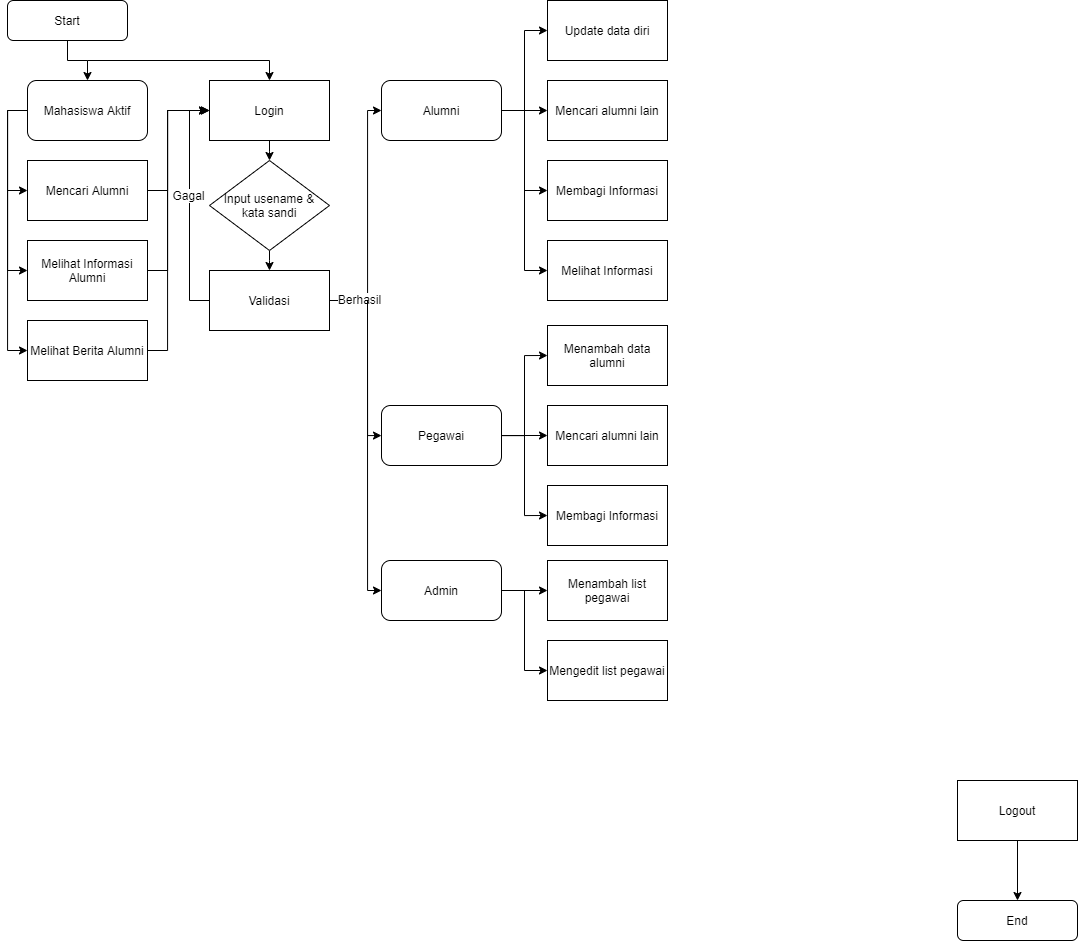 Start
Mahasiswa Aktif
Mencari Alumni
Melihat Informasi
Alumni
Melihat Berita Alumni
Login
Gagal
Input usename &
kata sandi
Validasi
Berhasil
Alumni
Update data diri
Mencari alumni lain
Membagi Informasi
Melihat Informasi
Pegawai
Menambah data
alumni
Mencari alumni lain
Membagi Informasi
Admin
Menambah list
pegawai
Mengedit list pegawai
Logout
End